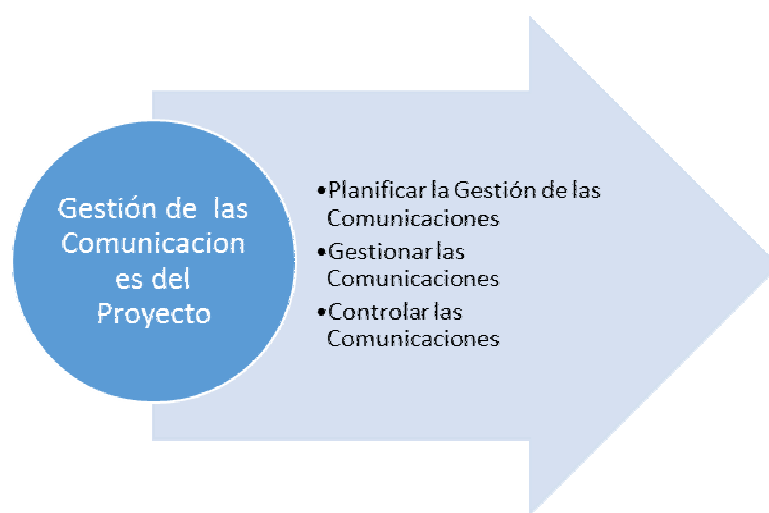 Gestión de las
Comunicacion
es del
Proyecto
•Planificar la Gestión de las
Comunicaciones
•Gestionar las
Comunicaciones
•Controlar las
Comunicaciones